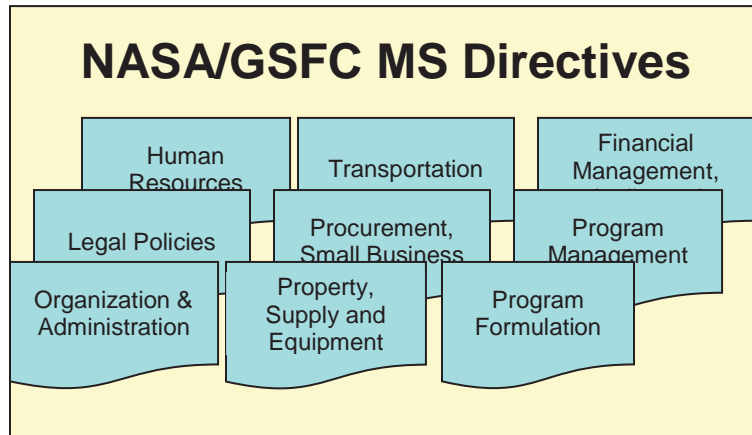 NASA/GSFC MS Directives
Human
Resources
Transportation
Financial
Management,
Legal Policies
Procurement,
Small Business
Program
Management
Organization &
Administration
Property,
Supply and
Equipment
Program
Formulation